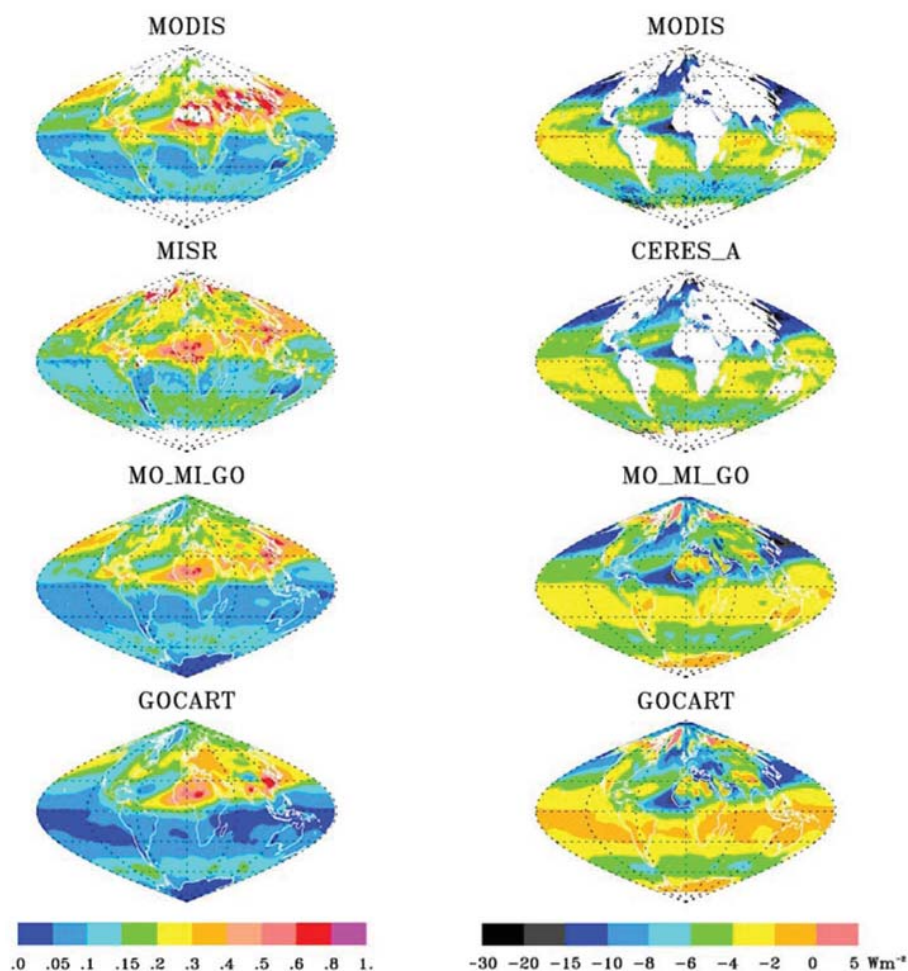 MODIS MODIS
MISR CERES_A
MO_MI_GO MO_MI_GO
GOCART GOCART
.0 .05 .1 .15 .2 .3 .4 .5 .6 .8 1. -30 -20 -15 -10 -8 -6 -4 -2 0 5 Wm⁻²